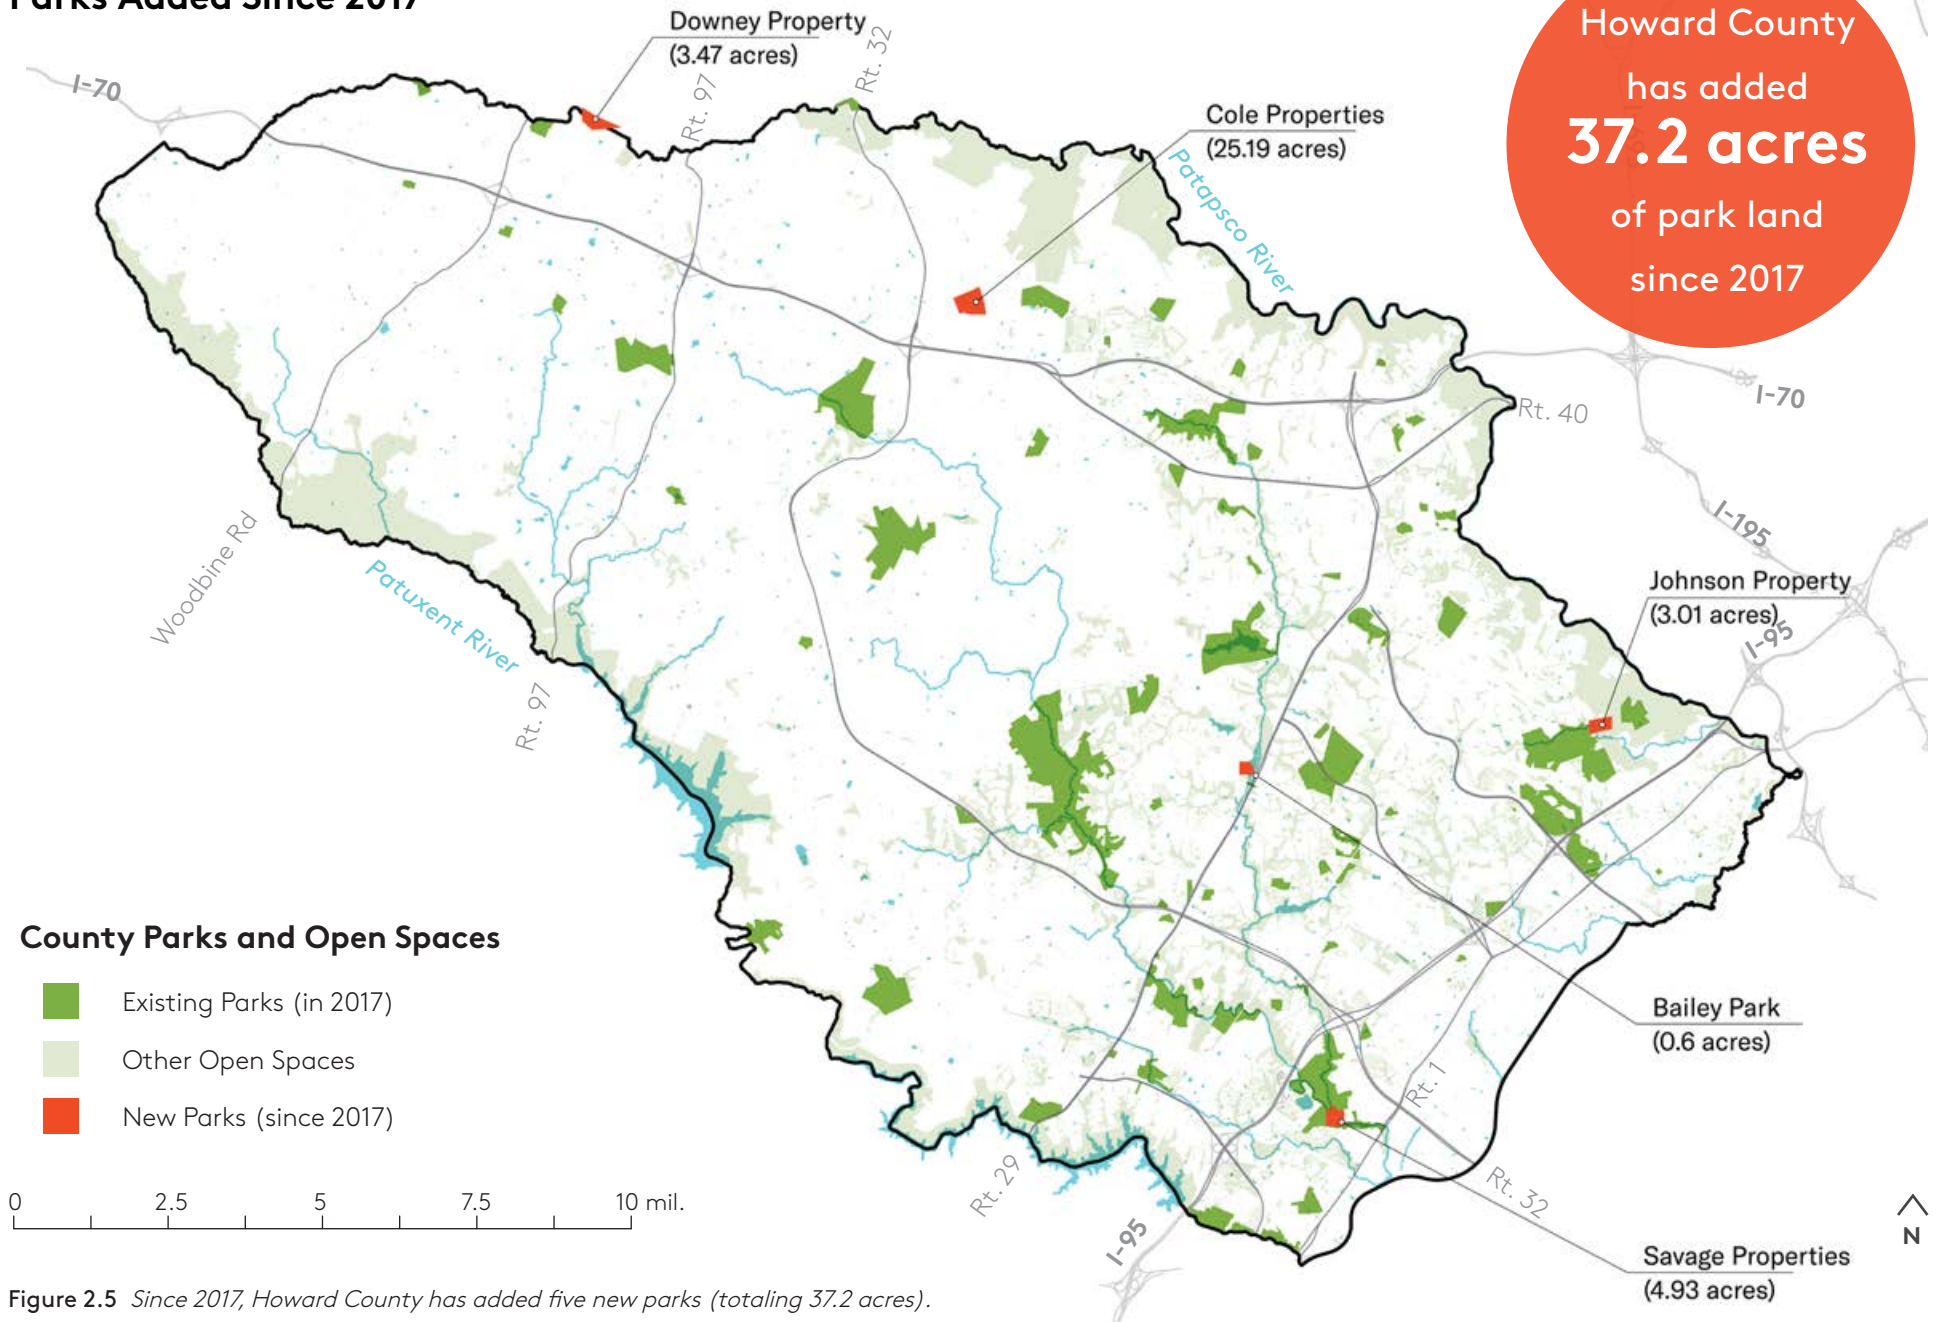 Parks Added Since 2017
Downey Property
(3.47 acres)
Rt. 32
Rt. 97
I-70
Cole Properties
(25.19 acres)
Patapsco River
Howard County
has added
37.2 acres
of park land
since 2017
I-70
Rt. 40
I-195
Johnson Property
(3.01 acres)
I-95
Woodbine Rd
Patuxent River
Rt. 97
County Parks and Open Spaces
Existing Parks (in 2017)
Other Open Spaces
New Parks (since 2017)
Bailey Park
(0.6 acres)
Rt. 1
Rt. 29
I-95
Rt. 32
Savage Properties
(4.93 acres)
0 2.5 5 7.5 10 mil.
N
Figure 2.5 Since 2017, Howard County has added five new parks (totaling 37.2 acres).